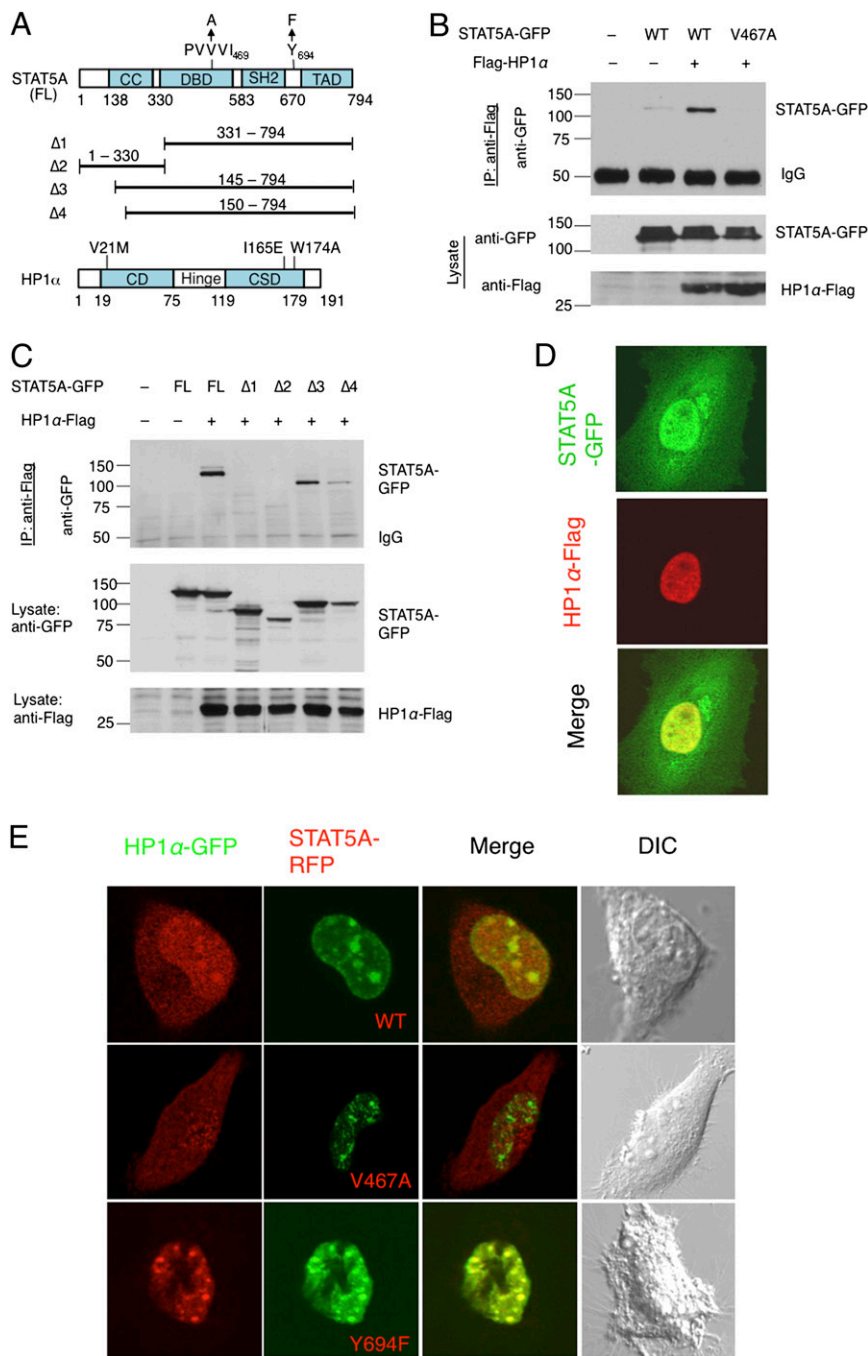 A
A F
PVVVI469 Y694
STAT5A (FL)
CC DBD SH2 TAD
1 138 330 583 670 794
Δ1 331 – 794
Δ2 1 – 330
Δ3 145 – 794
Δ4 150 – 794
V21M I165E W174A
HP1α CD Hinge CSD
1 19 75 119 179 191
B
STAT5A-GFP – WT WT V467A
Flag-HP1α – – + +
IP: anti-Flag
anti-GFP
150
100
75
50
STAT5A-GFP
IgG
Lysate
anti-GFP
150
100
STAT5A-GFP
anti-Flag
25
HP1α-Flag
C
STAT5A-GFP – FL FL Δ1 Δ2 Δ3 Δ4
HP1α-Flag – – + + + + +
IP: anti-Flag
anti-GFP
150
100
75
50
STAT5A-
GFP
IgG
Lysate:
anti-GFP
150
100
75
50
STAT5A-
GFP
Lysate:
anti-Flag
25
HP1α-Flag
D
STAT5A
-GFP
HP1α-Flag
Merge
E
HP1α-GFP
STAT5A-
RFP
Merge
DIC
WT
V467A
Y694F